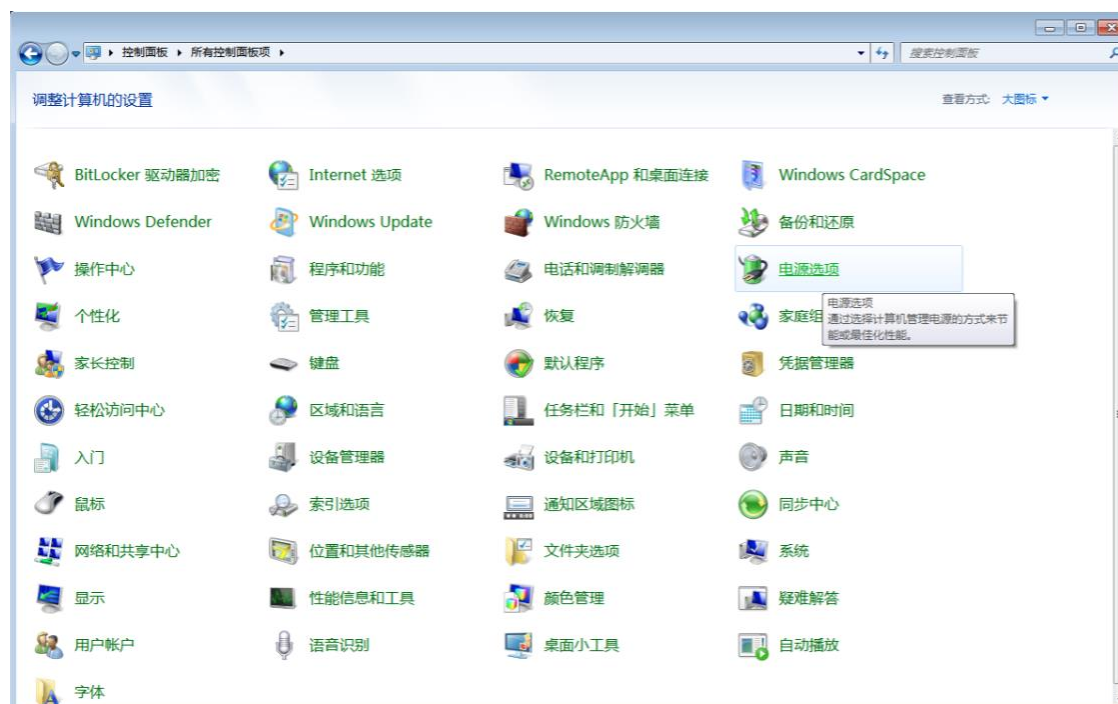 控制面板 ▸ 所有控制面板项 ▸
搜索控制面板
调整计算机的设置
查看方式: 大图标
BitLocker 驱动器加密
Internet 选项
RemoteApp 和桌面连接
Windows CardSpace
Windows Defender
Windows Update
Windows 防火墙
备份和还原
操作中心
程序和功能
电话和调制解调器
电源选项
个性化
管理工具
恢复
家庭组
电源选项
通过选择计算机管理电源的方式来节
能或最佳化性能。
家长控制
键盘
默认程序
凭据管理器
轻松访问中心
区域和语言
任务栏和「开始」菜单
日期和时间
入门
设备管理器
设备和打印机
声音
鼠标
索引选项
通知区域图标
同步中心
网络和共享中心
位置和其他传感器
文件夹选项
系统
显示
性能信息和工具
颜色管理
疑难解答
用户帐户
语音识别
桌面小工具
自动播放
字体